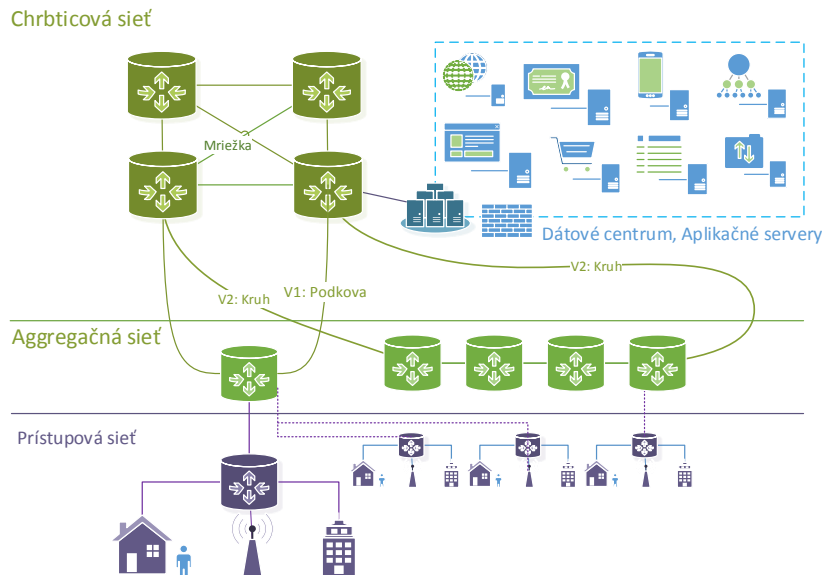 Chrbticová sieť
Mriežka
Dátové centrum, Aplikačné servery
V2: Kruh
V1: Podkova
V2: Kruh
Aggregačná sieť
Prístupová sieť